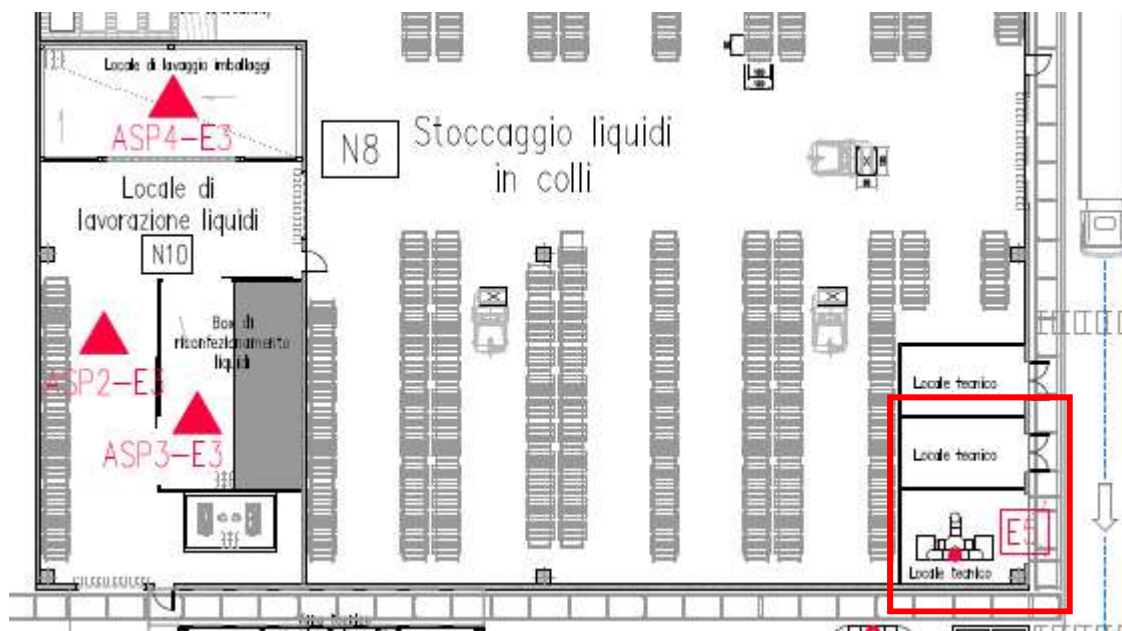 Locale di lavaggio imballaggi
ASP4-E3
N8
Stoccaggio liquidi
in colli
Locale di
lavorazione liquidi
N10
Box di
riconfezionamento
liquidi
ASP2-E3
ASP3-E3
Locale tecnico
Locale tecnico
E5
Locale tecnico